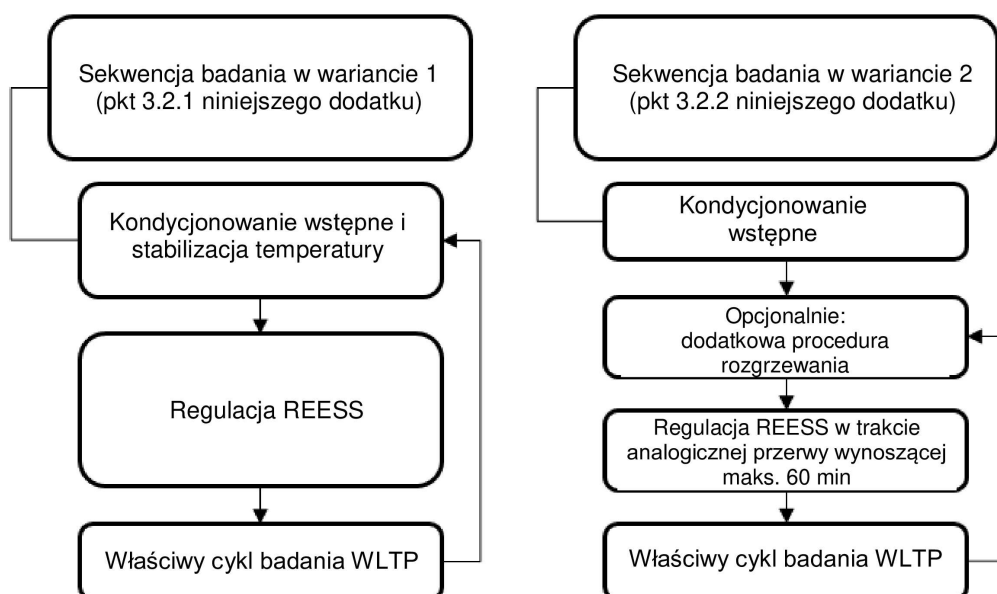 Sekwencja badania w wariancie 1
(pkt 3.2.1 niniejszego dodatku)
Kondycjonowanie wstępne i
stabilizacja temperatury
Regulacja REESS
Właściwy cykl badania WLTP
Sekwencja badania w wariancie 2
(pkt 3.2.2 niniejszego dodatku)
Kondycjonowanie
wstępne
Opcjonalnie:
dodatkowa procedura
rozgrzewania
Regulacja REESS w trakcie
analogicznej przerwy wynoszącej
maks. 60 min
Właściwy cykl badania WLTP